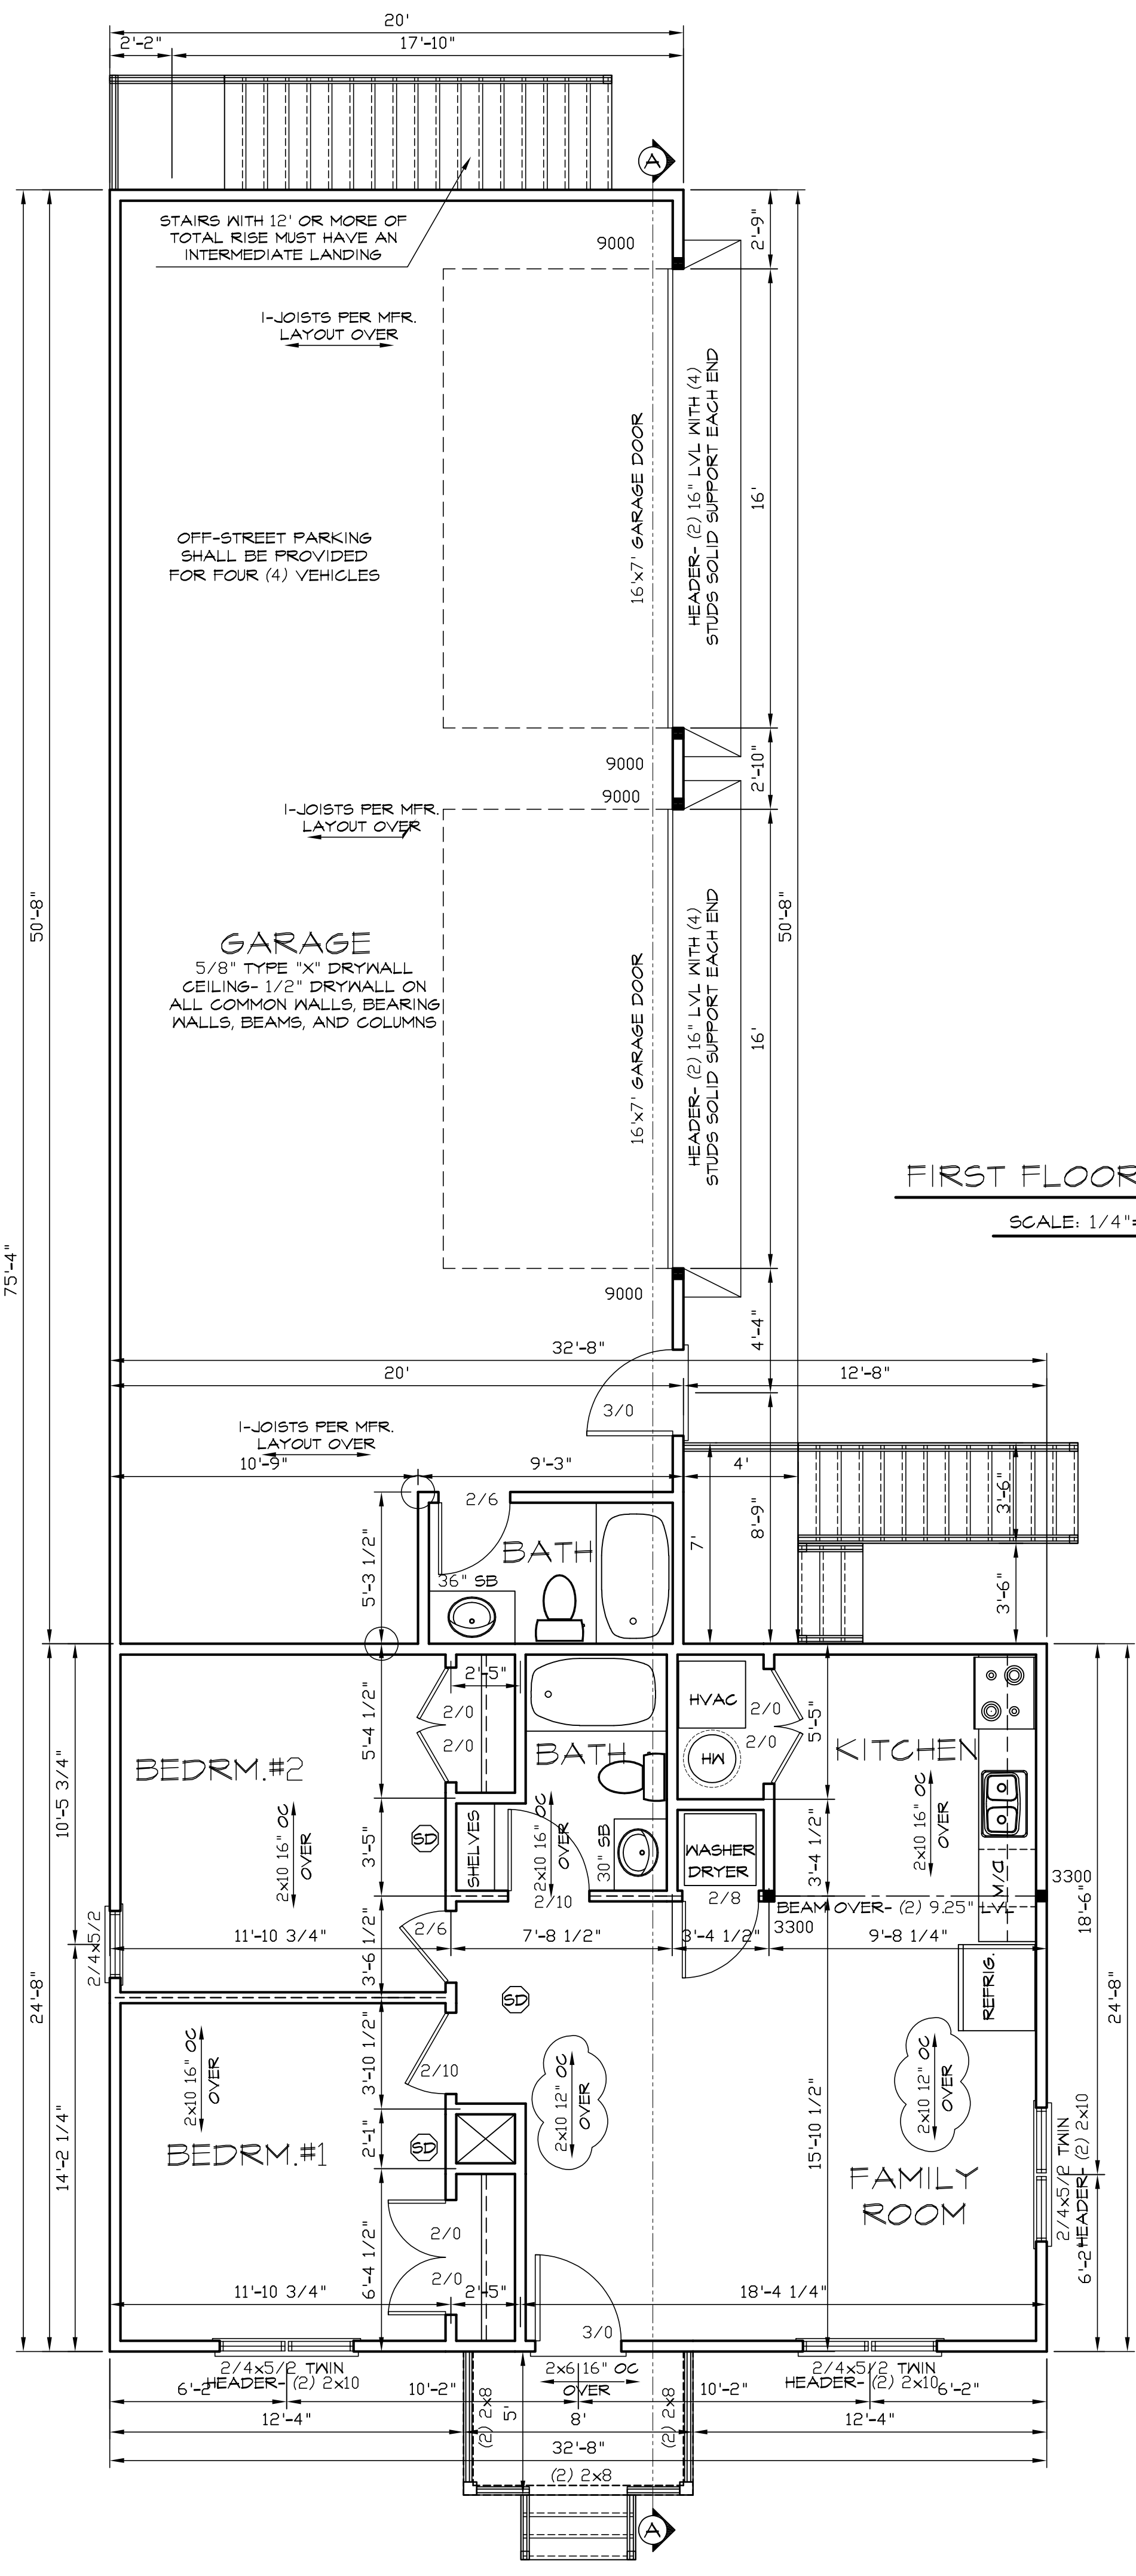 20'
2'-2"
17'-10"
A
STAIRS WITH 12' OR MORE OF
TOTAL RISE MUST HAVE AN
INTERMEDIATE LANDING
9000
2'-9"
I-JOISTS PER MFR.
LAYOUT OVER
16'x7' GARAGE DOOR
HEADER- (2) 16" LVL WITH (4)
STUDS SOLID SUPPORT EACH END
16'
OFF-STREET PARKING
SHALL BE PROVIDED
FOR FOUR (4) VEHICLES
9000
2'-10"
9000
I-JOISTS PER MFR.
LAYOUT OVER
50'-8"
50'-8"
GARAGE
5/8" TYPE "X" DRYWALL
CEILING- 1/2" DRYWALL ON
ALL COMMON WALLS, BEARING
WALLS, BEAMS, AND COLUMNS
16'x7' GARAGE DOOR
HEADER- (2) 16" LVL WITH (4)
STUDS SOLID SUPPORT EACH END
16'
FIRST FLOOR
SCALE: 1/4"=
75'-4"
9000
4'-4"
32'-8"
20'
12'-8"
3/0
I-JOISTS PER MFR.
LAYOUT OVER
10'-9"
9'-3"
4'
2/6
3'-6"
8'-9"
7'
5'-3 1/2"
BATH
36" SB
3'-6"
2'-5"
HVAC
2/0
2/0
5'-4 1/2"
2/0
2/0
5'-5"
BEDRM.#2
BATH
HW
KITCHEN
10'-5 3/4"
2x10 16" OC
OVER
3'-5"
SD
SHELVES
2x10 16" OC
OVER
30" SB
WASHER
DRYER
3'-4 1/2"
2x10 16" OC
OVER
M/C
3300
2/10
2/8
BEAM OVER- (2) 9.25" LVL
3300
18'-6"
2/4x5/2
11'-10 3/4"
2/6
7'-8 1/2"
3'-4 1/2"
9'-8 1/4"
3'-6 1/2"
SD
REFRIG.
24'-8"
24'-8"
2x10 16" OC
OVER
3'-10 1/2"
2/10
2x10 12" OC
OVER
2x10 12" OC
OVER
14'-2 1/4"
BEDRM.#1
2'-1"
SD
15'-10 1/2"
FAMILY
ROOM
2/4x5/2 TWIN
HEADER- (2) 2x10
6'-4 1/2"
2/0
2/0
6'-2"
11'-10 3/4"
2'-5"
18'-4 1/4"
3/0
2/4x5/2 TWIN
HEADER- (2) 2x10
2x6 16" OC
OVER
2/4x5/2 TWIN
HEADER- (2) 2x10
6'-2"
10'-2"
10'-2"
6'-2"
12'-4"
(2) 2x8
5'
8'
(2) 2x8
12'-4"
32'-8"
(2) 2x8
A